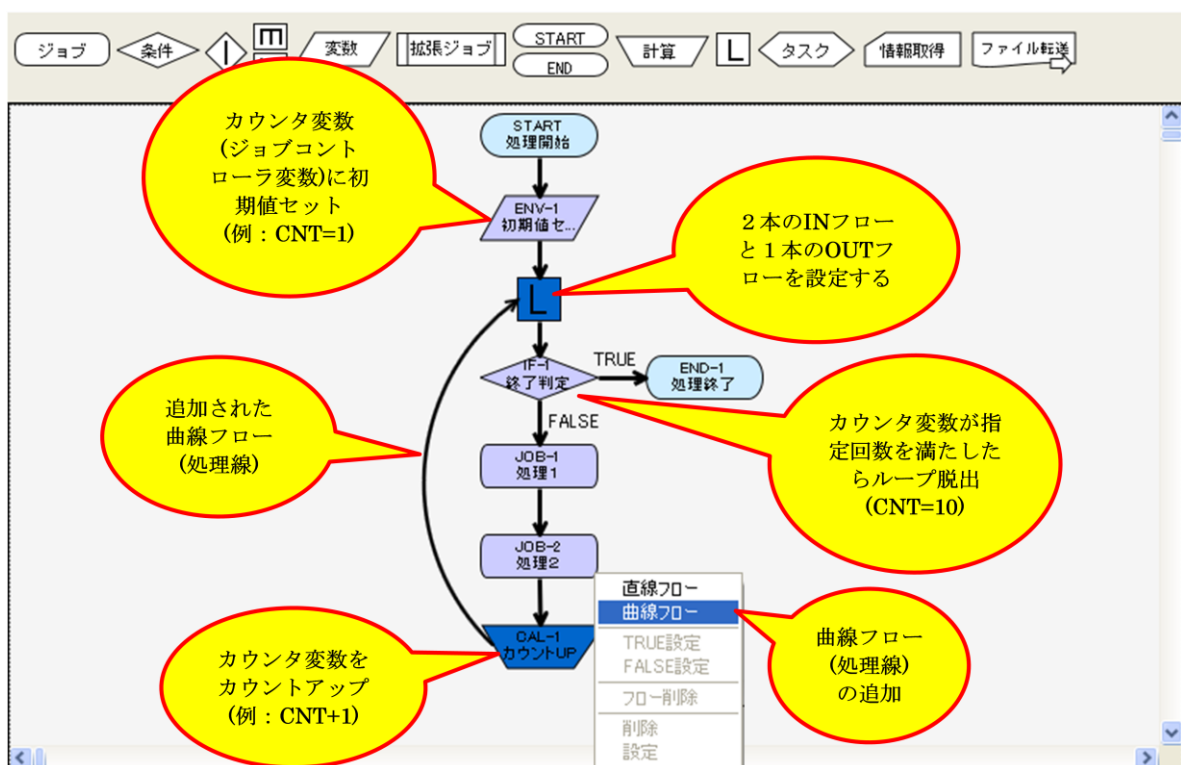 ジョブ
条件
変数
拡張ジョブ
START
END
計算
L
タスク
情報取得
ファイル転送
カウンタ変数
(ジョブコント
ローラ変数)に初
期値セット
(例：CNT=1)
START
処理開始
ENV-1
初期値セ...
２本のINフロー
と１本のOUTフ
ローを設定する
L
IF-1
終了判定
TRUE
END-1
処理終了
FALSE
追加された
曲線フロー
(処理線)
カウンタ変数が指
定回数を満たした
らループ脱出
(CNT=10)
JOB-1
処理1
JOB-2
処理2
CAL-1
カウントUP
カウンタ変数を
カウントアップ
(例：CNT+1)
直線フロー
曲線フロー
TRUE設定
FALSE設定
フロー削除
削除
設定
曲線フロー
(処理線)
の追加